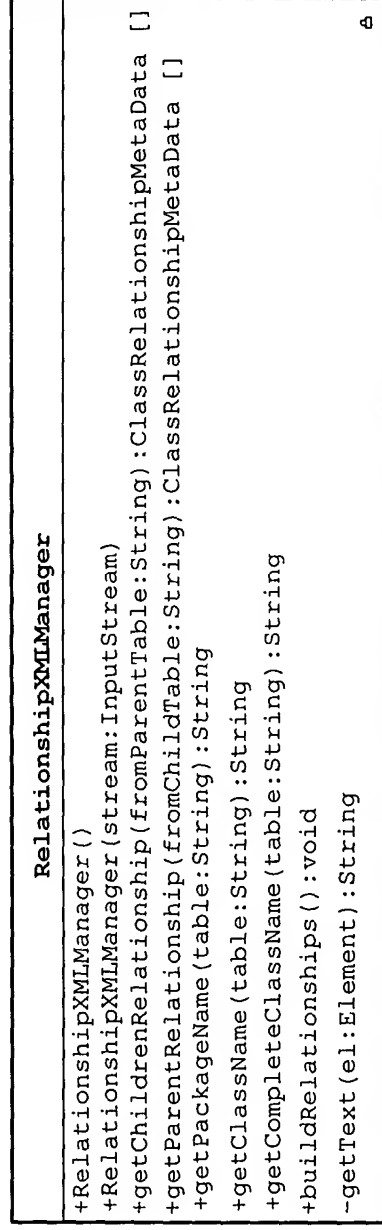 RelationshipXMLManager
+RelationshipXMLManager()
+RelationshipXMLManager(stream:InputStream)
+getChildrenRelationship(fromParentTable:String):ClassRelationshipMetaData []
+getParentRelationship(fromChildTable:String):ClassRelationshipMetaData []
+getPackageName(table:String):String
+getClassName(table:String):String
+getCompleteClassName(table:String):String
+buildRelationships():void
-getText(el:Element):String